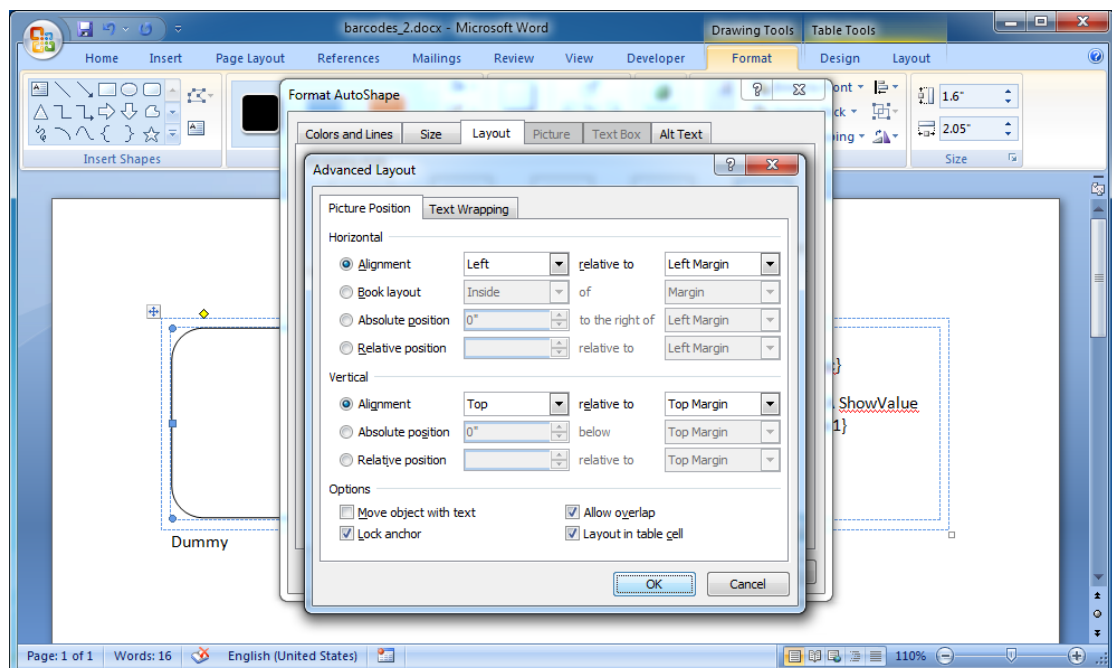 barcodes_2.docx - Microsoft Word
Drawing Tools
Table Tools
Home Insert Page Layout References Mailings Review View Developer Format Design Layout
Insert Shapes
1.6"
2.05"
Size
Format AutoShape
Colors and Lines Size Layout Picture Text Box Alt Text
Advanced Layout
Picture Position Text Wrapping
Horizontal
Alignment Left relative to Left Margin
Book layout Inside of Margin
Absolute position 0" to the right of Left Margin
Relative position relative to Left Margin
Vertical
Alignment Top relative to Top Margin
Absolute position 0" below Top Margin
Relative position relative to Top Margin
Options
Move object with text Allow overlap
Lock anchor Layout in table cell
OK Cancel
ShowValue
1}
Dummy
Page: 1 of 1 Words: 16 English (United States) 110%